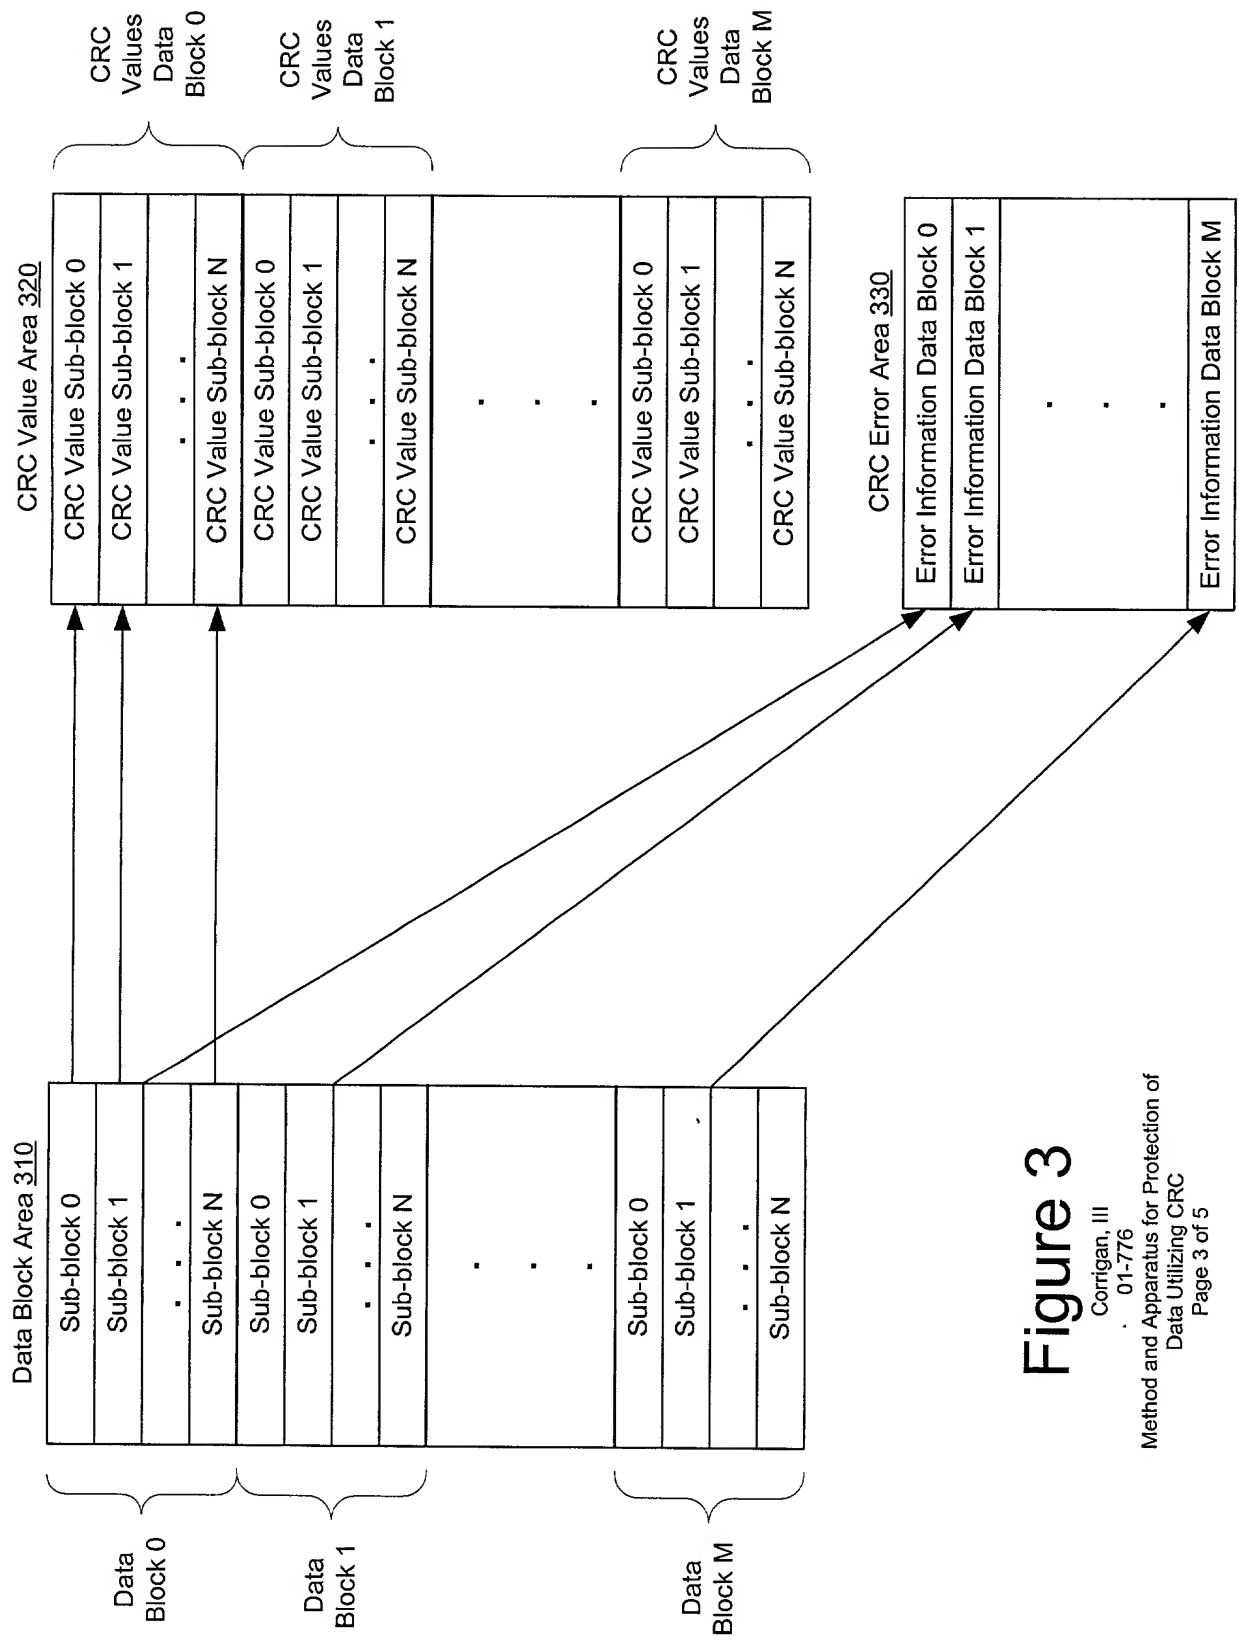 Data Block Area 310
Data
Block 0
Sub-block 0
Sub-block 1
. . .
Sub-block N
Data
Block 1
Sub-block 0
Sub-block 1
. . .
Sub-block N
.
.
.
Data
Block M
Sub-block 0
Sub-block 1
. . .
Sub-block N
CRC Value Area 320
CRC Value Sub-block 0
CRC Value Sub-block 1
. . .
CRC Value Sub-block N
CRC
Values
Data
Block 0
CRC Value Sub-block 0
CRC Value Sub-block 1
. . .
CRC Value Sub-block N
CRC
Values
Data
Block 1
.
.
.
CRC Value Sub-block 0
CRC Value Sub-block 1
. . .
CRC Value Sub-block N
CRC
Values
Data
Block M
CRC Error Area 330
Error Information Data Block 0
Error Information Data Block 1
.
.
.
Error Information Data Block M
Figure 3
Corrigan, III
01-776
Method and Apparatus for Protection of
Data Utilizing CRC
Page 3 of 5